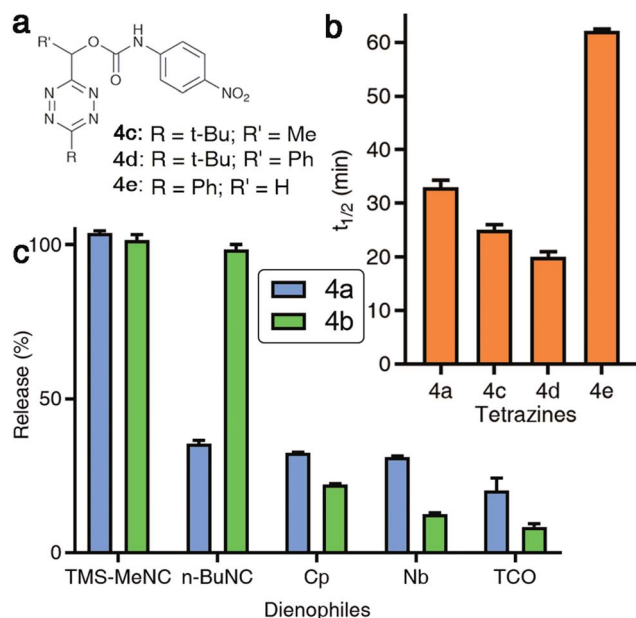 a
R'
O
O
H
N
NO₂
N
N
N
N
R
4c: R = t-Bu; R' = Me
4d: R = t-Bu; R' = Ph
4e: R = Ph; R' = H
b
60
50
40
30
20
10
0
t1/2 (min)
4a 4c 4d 4e
Tetrazines
c
100
50
0
Release (%)
4a
4b
TMS-MeNC n-BuNC Cp Nb TCO
Dienophiles